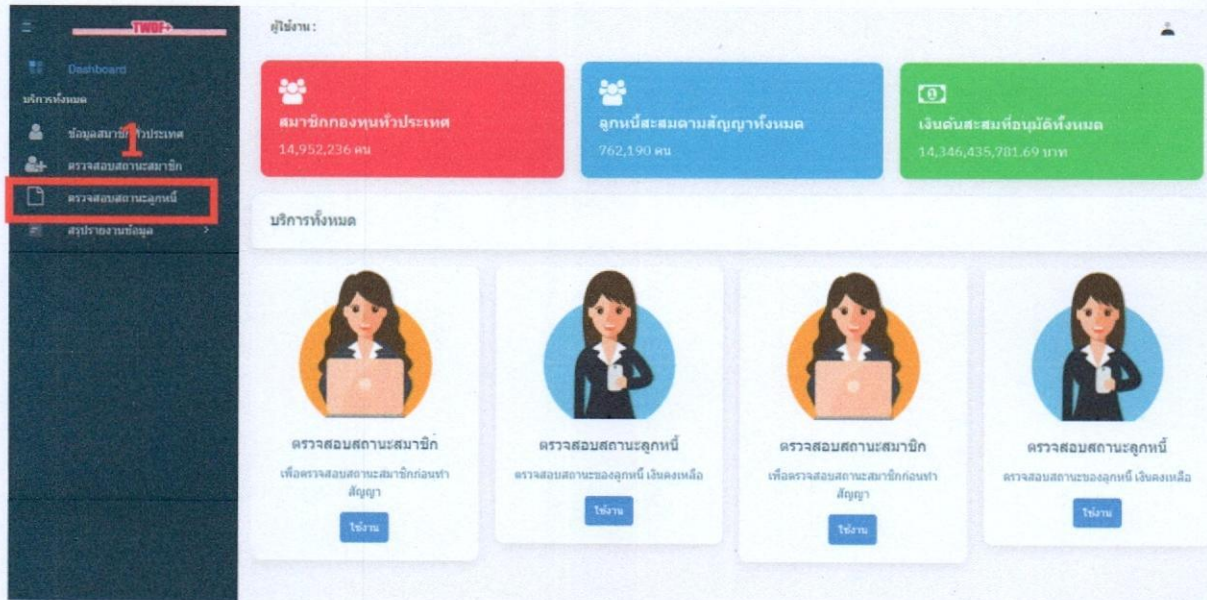 TWDF+
ผู้ใช้งาน :
Dashboard
บริการทั้งหมด
ข้อมูลสมาชิกทั่วประเทศ
1
ตรวจสอบสถานะสมาชิก
ตรวจสอบสถานะลูกหนี้
สรุปรายงานข้อมูล
สมาชิกกองทุนทั่วประเทศ
14,952,236 คน
ลูกหนี้สะสมตามสัญญาทั้งหมด
762,190 คน
เงินต้นสะสมที่อนุมัติทั้งหมด
14,346,435,781.69 บาท
บริการทั้งหมด
ตรวจสอบสถานะสมาชิก
เพื่อตรวจสอบสถานะสมาชิกก่อนทำ
สัญญา
ใช้งาน
ตรวจสอบสถานะลูกหนี้
ตรวจสอบสถานะของลูกหนี้ เงินคงเหลือ
ใช้งาน
ตรวจสอบสถานะสมาชิก
เพื่อตรวจสอบสถานะสมาชิกก่อนทำ
สัญญา
ใช้งาน
ตรวจสอบสถานะลูกหนี้
ตรวจสอบสถานะของลูกหนี้ เงินคงเหลือ
ใช้งาน